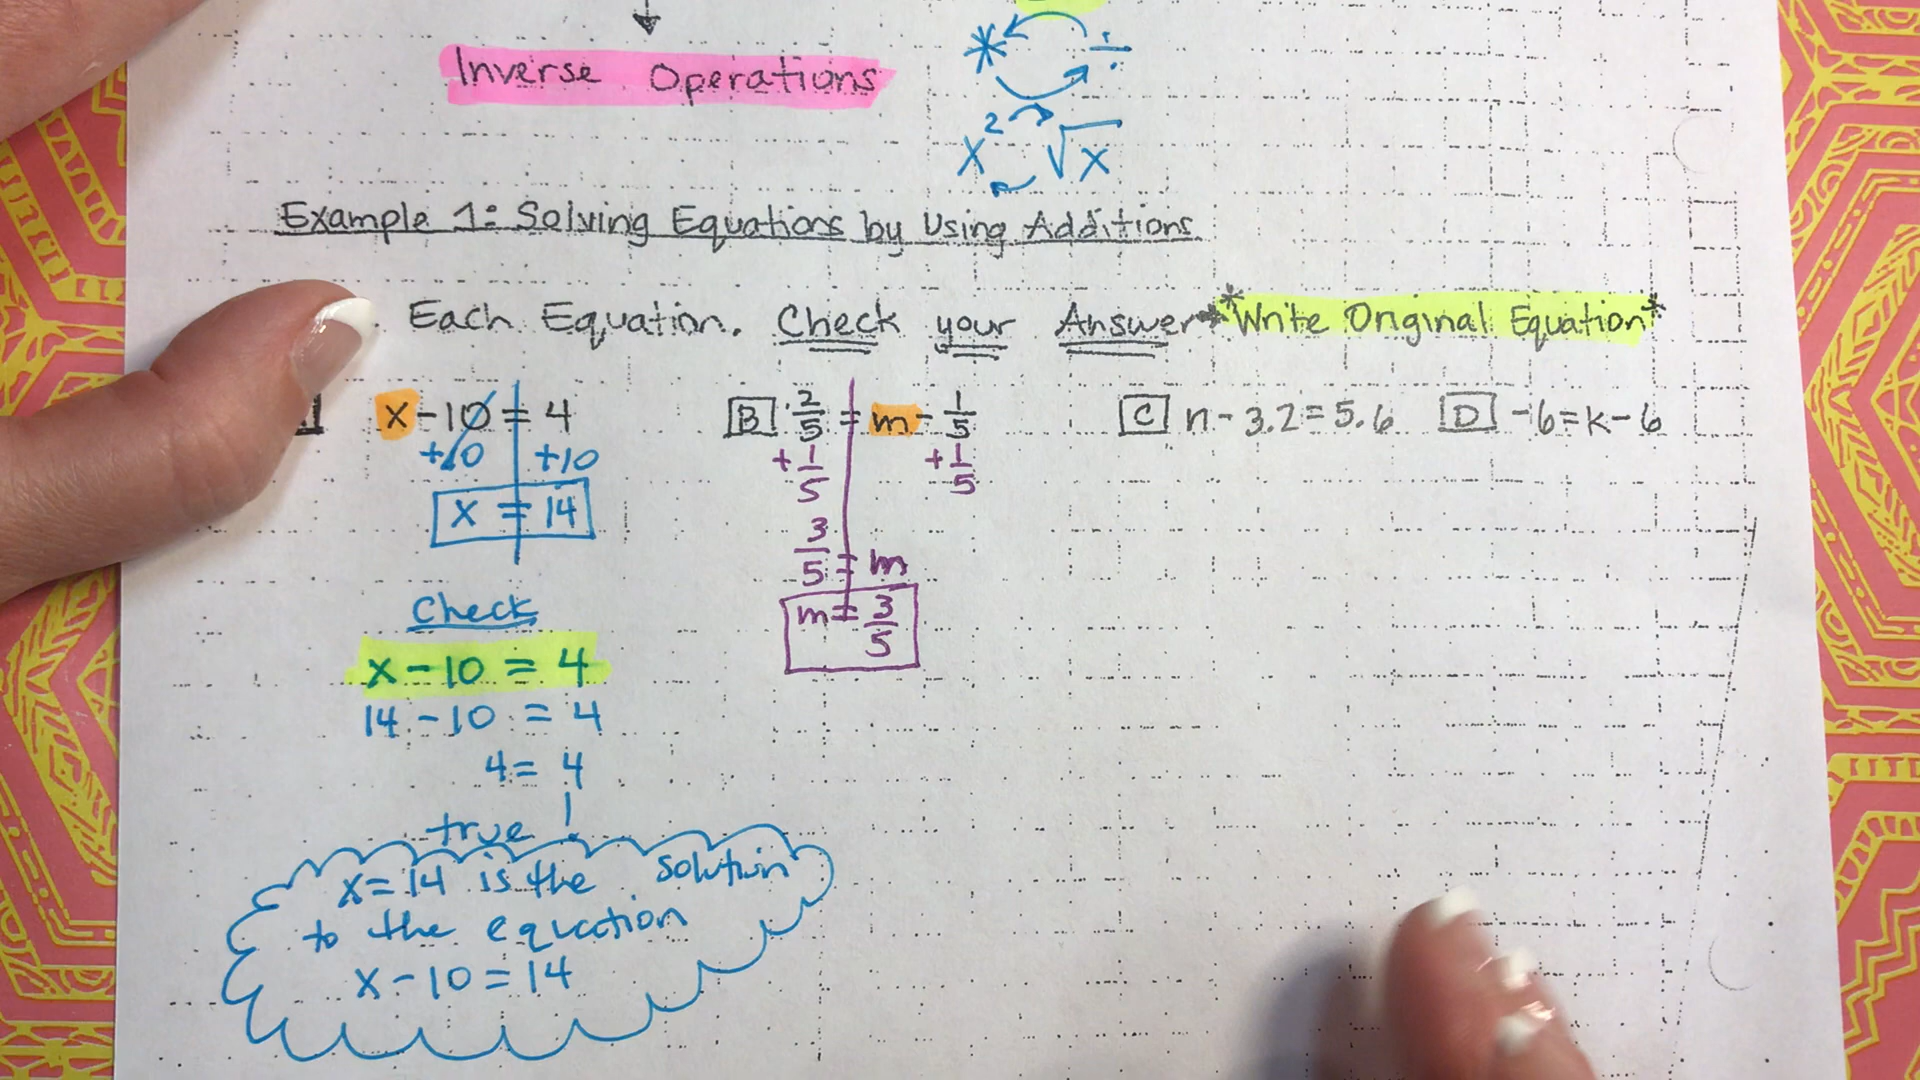 Inverse Operations
* ÷
x² √x
Example 1: Solving Equations by Using Additions
Each Equation. Check your Answer *Write Original Equation*
x - 10 = 4
+10 +10
x = 14
Check
x - 10 = 4
14 - 10 = 4
4 = 4
true
x = 14 is the solution
to the equation
x - 10 = 14
B 2/5 = m - 1/5
+ 1/5 + 1/5
3/5 = m
m = 3/5
C n - 3.2 = 5.6
D -6 = k - 6